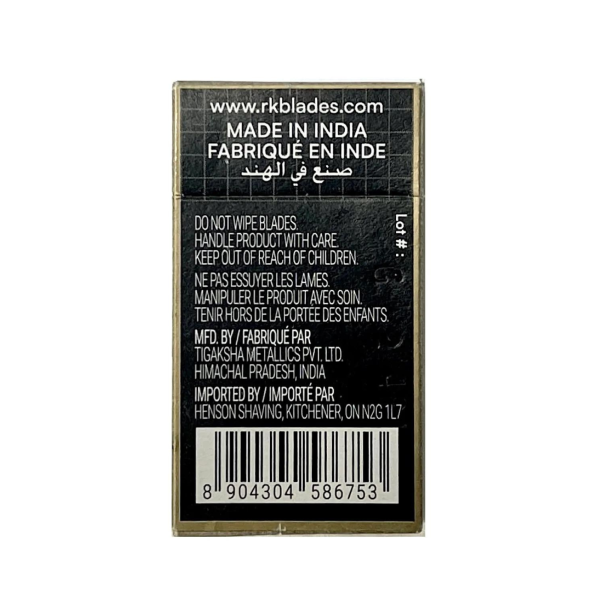 www.rkblades.com
MADE IN INDIA
FABRIQUÉ EN INDE
صنع في الهند
Lot #:
DO NOT WIPE BLADES.
HANDLE PRODUCT WITH CARE.
KEEP OUT OF REACH OF CHILDREN.
NE PAS ESSUYER LES LAMES.
MANIPULER LE PRODUIT AVEC SOIN.
TENIR HORS DE LA PORTÉE DES ENFANTS.
MFD. BY / FABRIQUÉ PAR
TIGAKSHA METALLICS PVT. LTD.
HIMACHAL PRADESH, INDIA
IMPORTED BY / IMPORTÉ PAR
HENSON SHAVING, KITCHENER, ON N2G 1L7
8 904304 586753